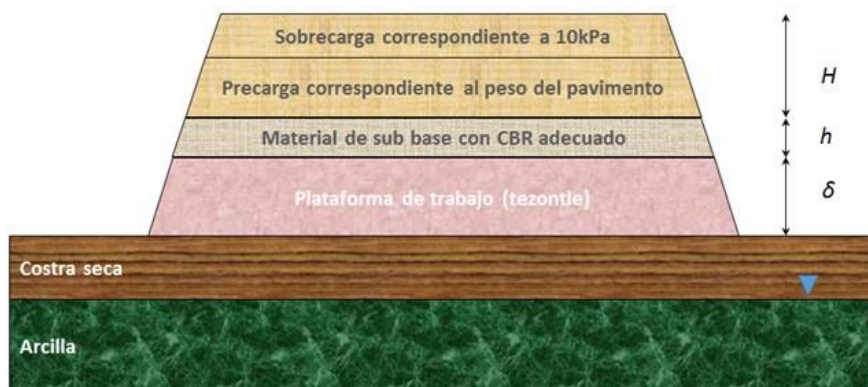 Sobrecarga correspondiente a 10kPa
H
Precarga correspondiente al peso del pavimento
Material de sub base con CBR adecuado
h
Plataforma de trabajo (tezontle)
δ
Costra seca
Arcilla